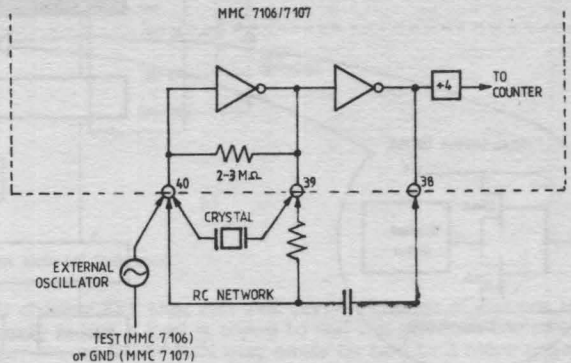 MMC 7106/7107
÷4
TO
COUNTER
2-3 M.Ω
40
39
38
CRYSTAL
EXTERNAL
OSCILLATOR
RC NETWORK
TEST (MMC 7106)
or GND (MMC 7107)